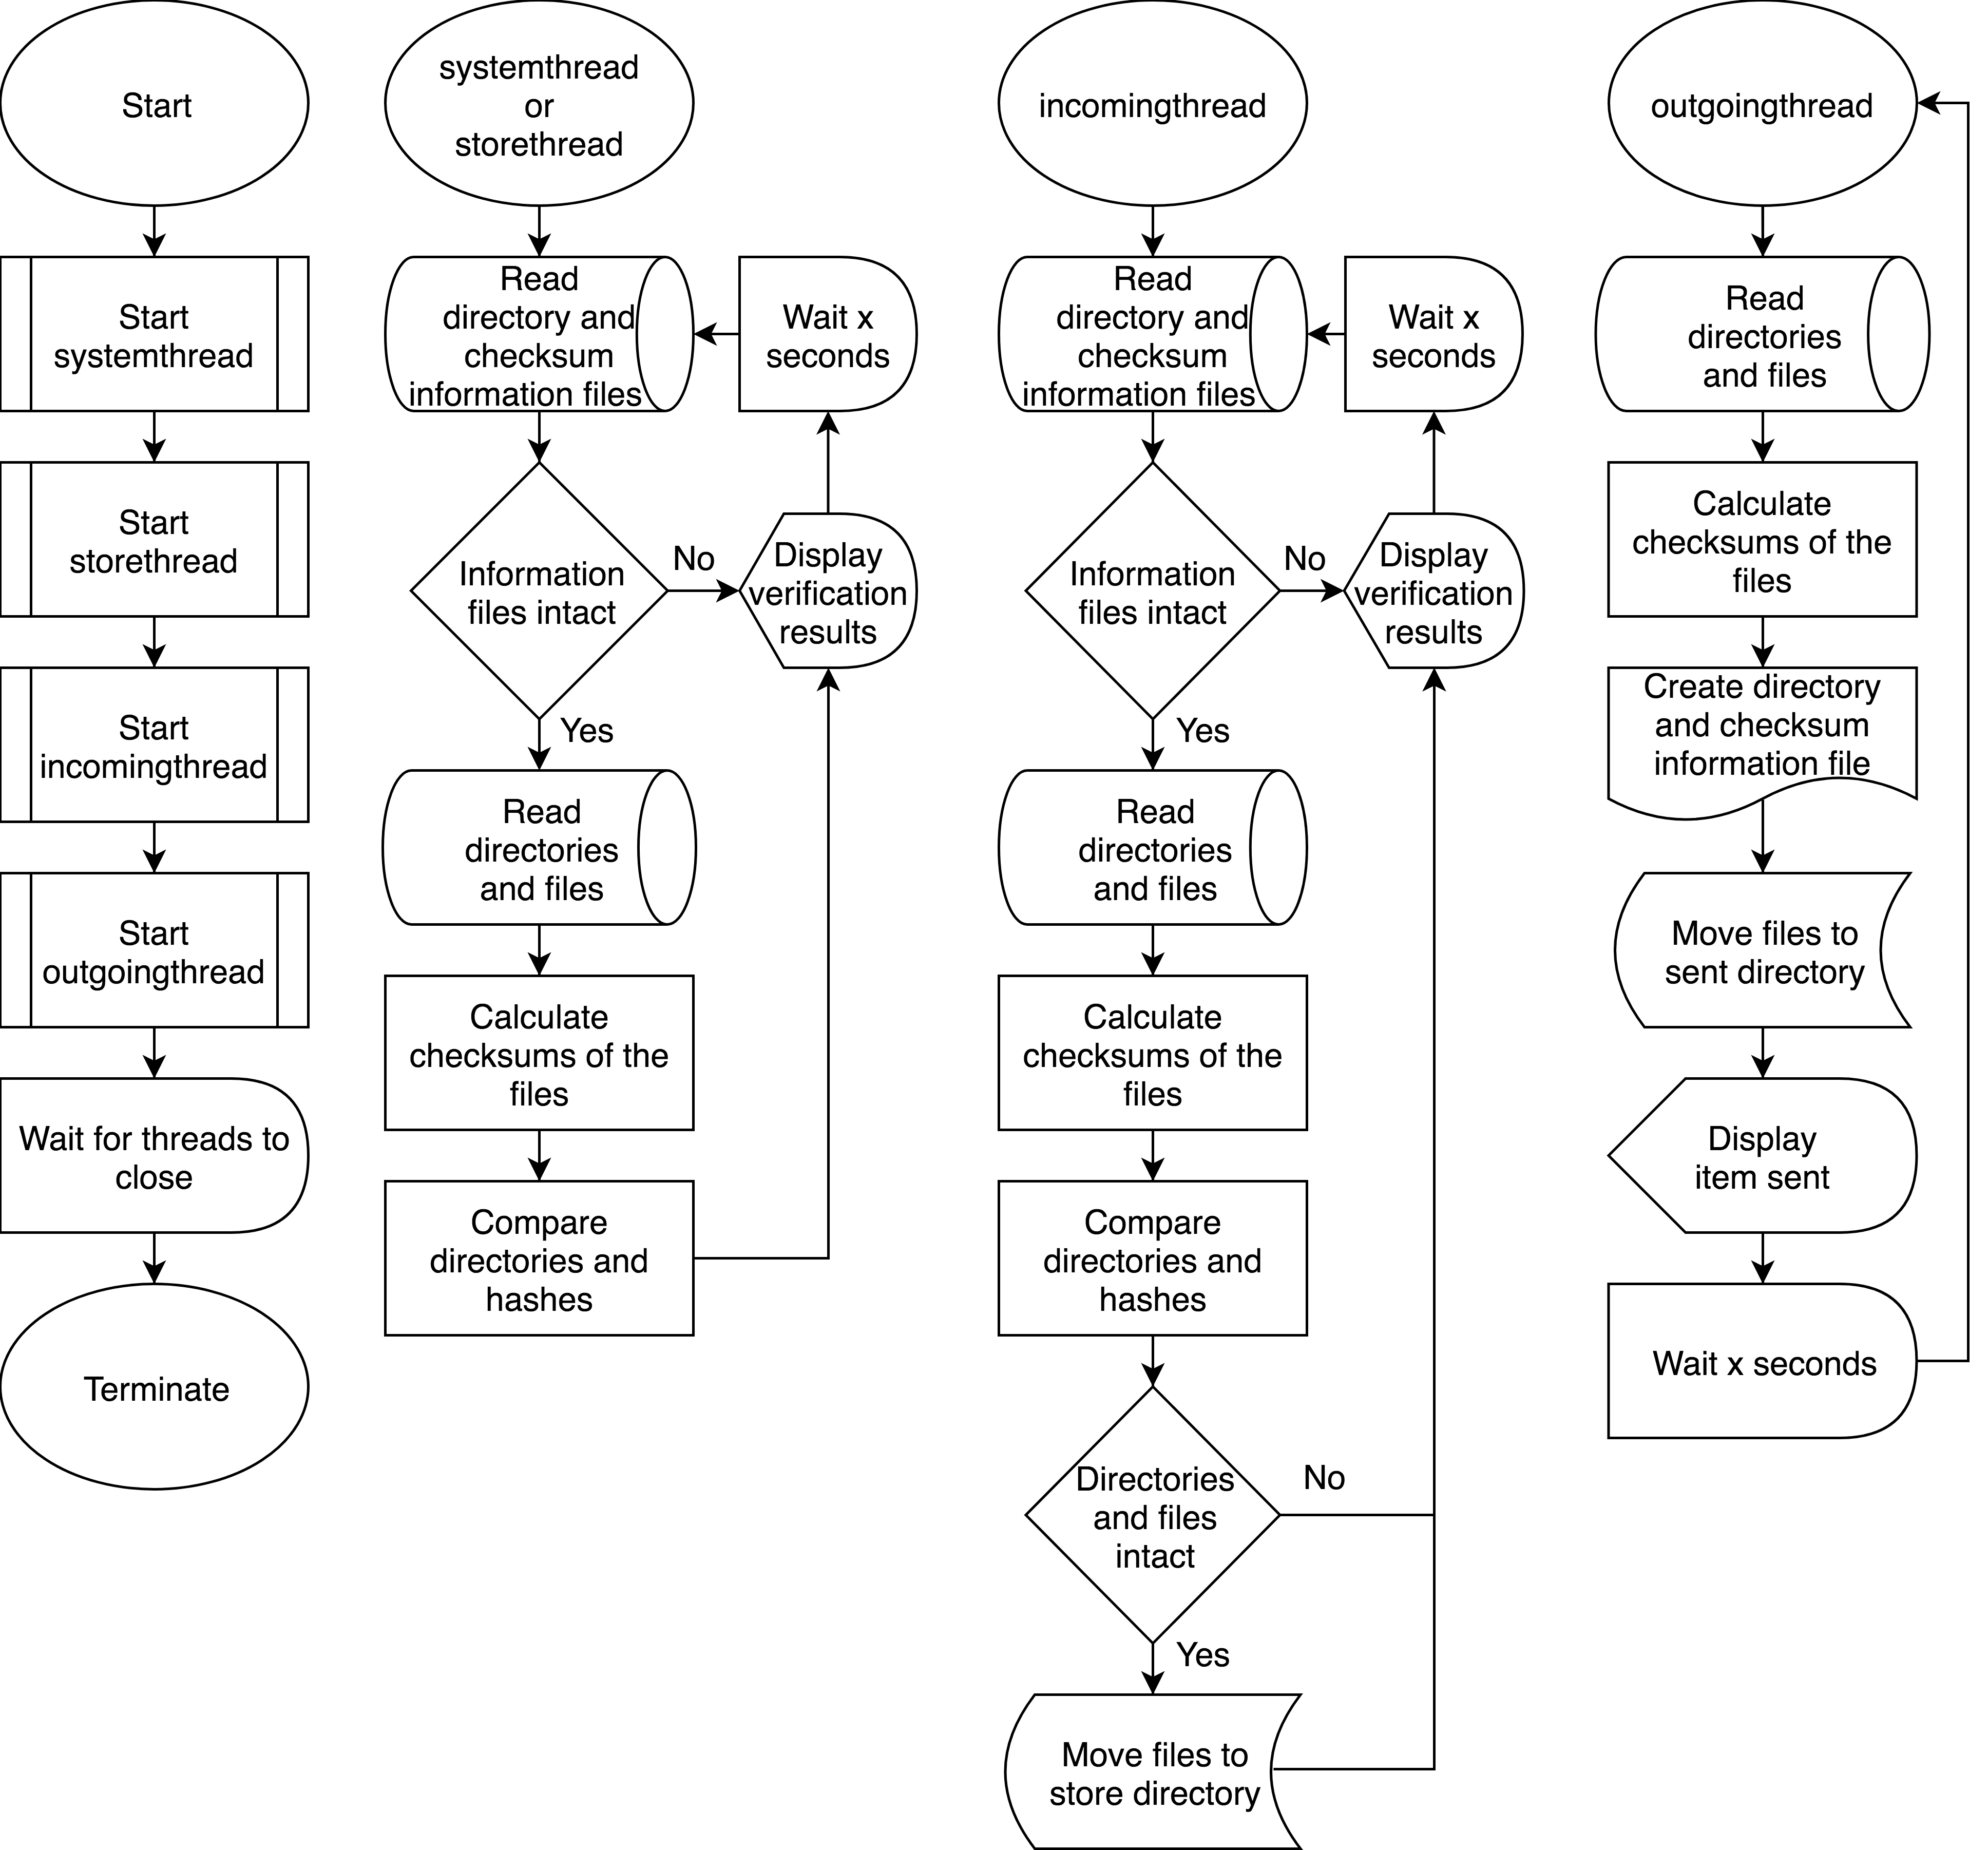 Start
Start
systemthread
Start
storethread
Start
incomingthread
Start
outgoingthread
Wait for threads to
close
Terminate
systemthread
or
storethread
Read
directory and
checksum
information files
Wait x
seconds
Information
files intact
No
Display
verification
results
Yes
Read
directories
and files
Calculate
checksums of the
files
Compare
directories and
hashes
incomingthread
Read
directory and
checksum
information files
Wait x
seconds
Information
files intact
No
Display
verification
results
Yes
Read
directories
and files
Calculate
checksums of the
files
Compare
directories and
hashes
Directories
and files
intact
No
Yes
Move files to
store directory
outgoingthread
Read
directories
and files
Calculate
checksums of the
files
Create directory
and checksum
information file
Move files to
sent directory
Display
item sent
Wait x seconds